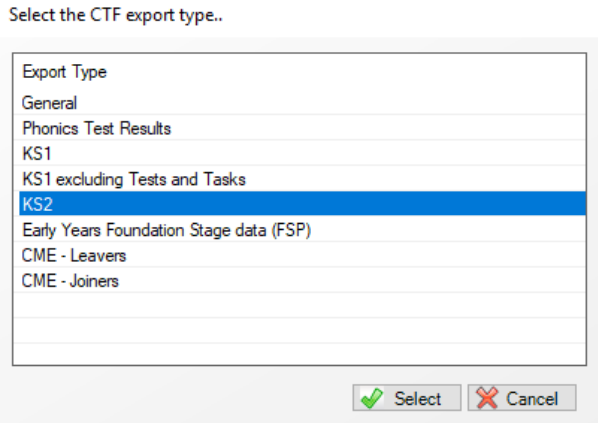 Select the CTF export type..
Export Type
General
Phonics Test Results
KS1
KS1 excluding Tests and Tasks
KS2
Early Years Foundation Stage data (FSP)
CME - Leavers
CME - Joiners
Select Cancel